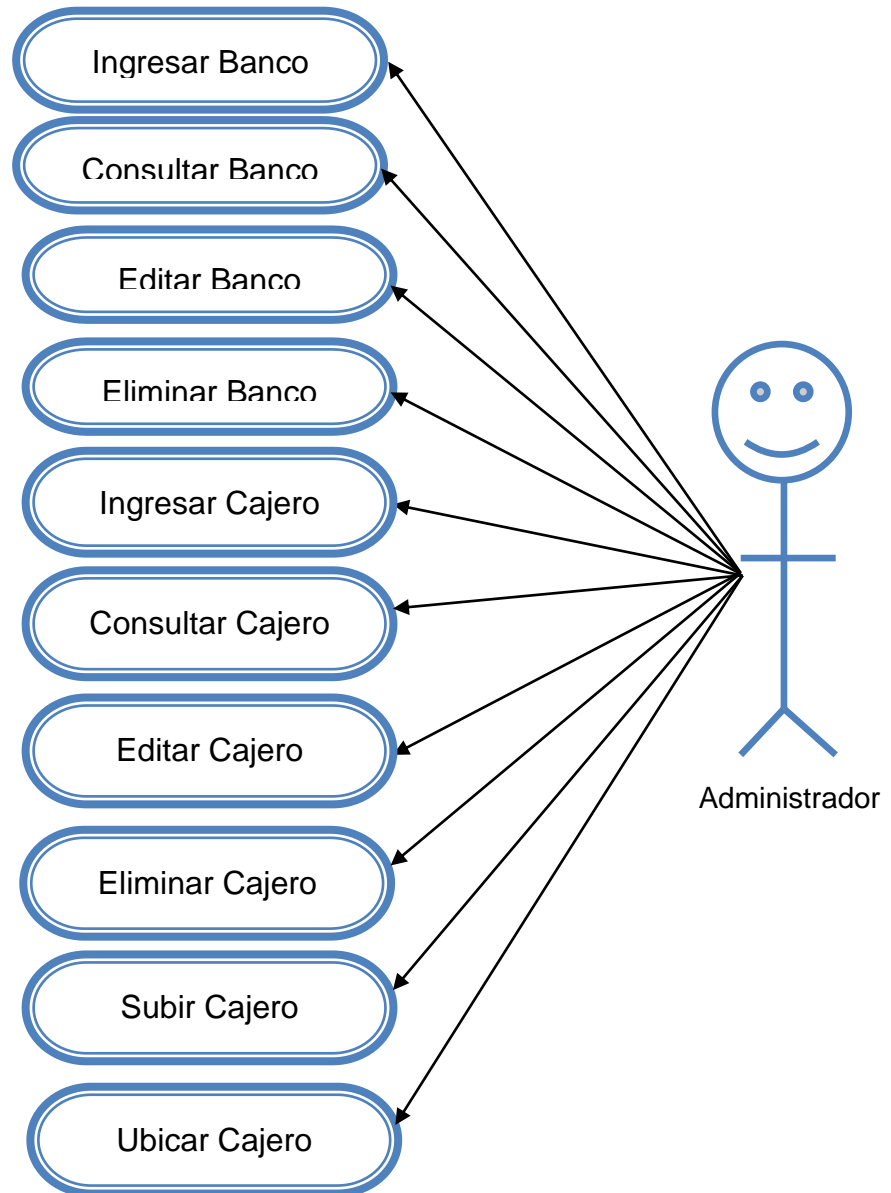 Ingresar Banco
Consultar Banco
Editar Banco
Eliminar Banco
Ingresar Cajero
Consultar Cajero
Editar Cajero
Administrador
Eliminar Cajero
Subir Cajero
Ubicar Cajero